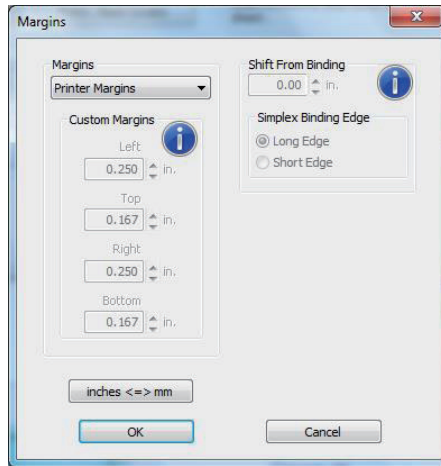 Margins
Margins
Printer Margins
Custom Margins
Left
0.250 in.
Top
0.167 in.
Right
0.250 in.
Bottom
0.167 in.
Shift From Binding
0.00 in.
Simplex Binding Edge
Long Edge
Short Edge
inches <=> mm
OK
Cancel